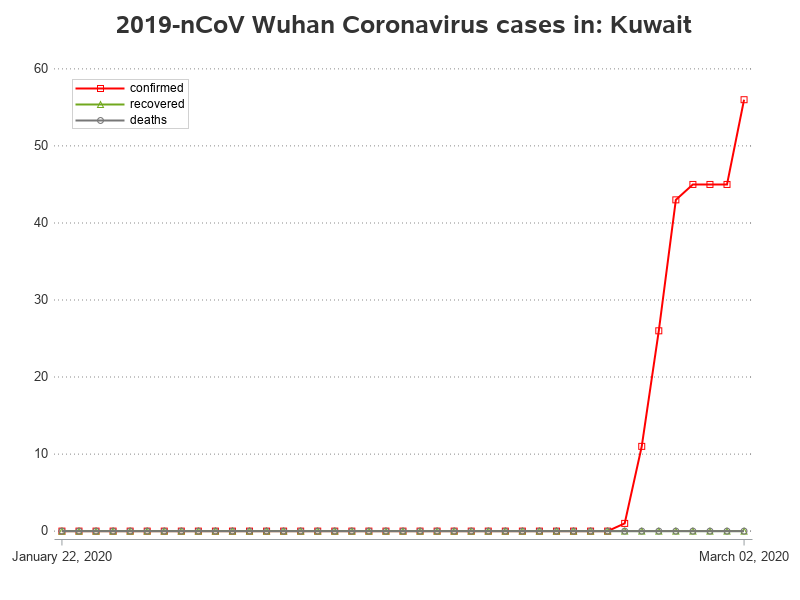 2019-nCoV Wuhan Coronavirus cases in: Kuwait
60
confirmed
recovered
deaths
50
40
30
20
10
0
January 22, 2020
March 02, 2020